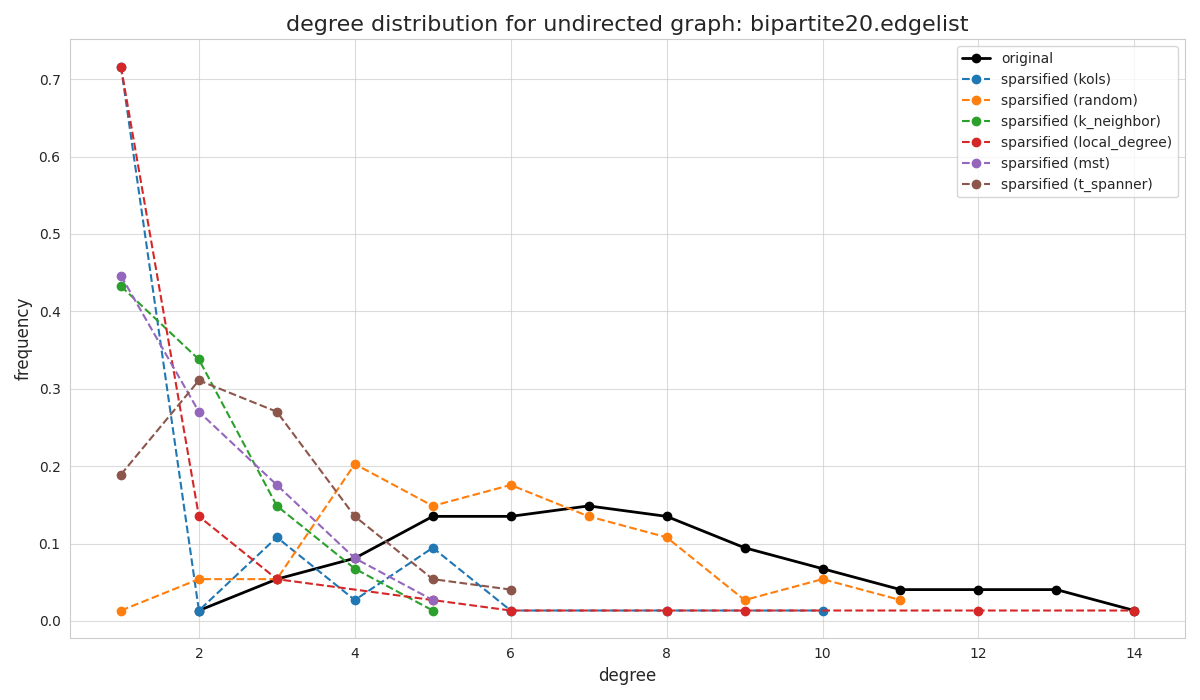 degree distribution for undirected graph: bipartite20.edgelist
original
sparsified (kols)
sparsified (random)
sparsified (k_neighbor)
sparsified (local_degree)
sparsified (mst)
sparsified (t_spanner)
frequency
0.7
0.6
0.5
0.4
0.3
0.2
0.1
0.0
2 4 6 8 10 12 14
degree